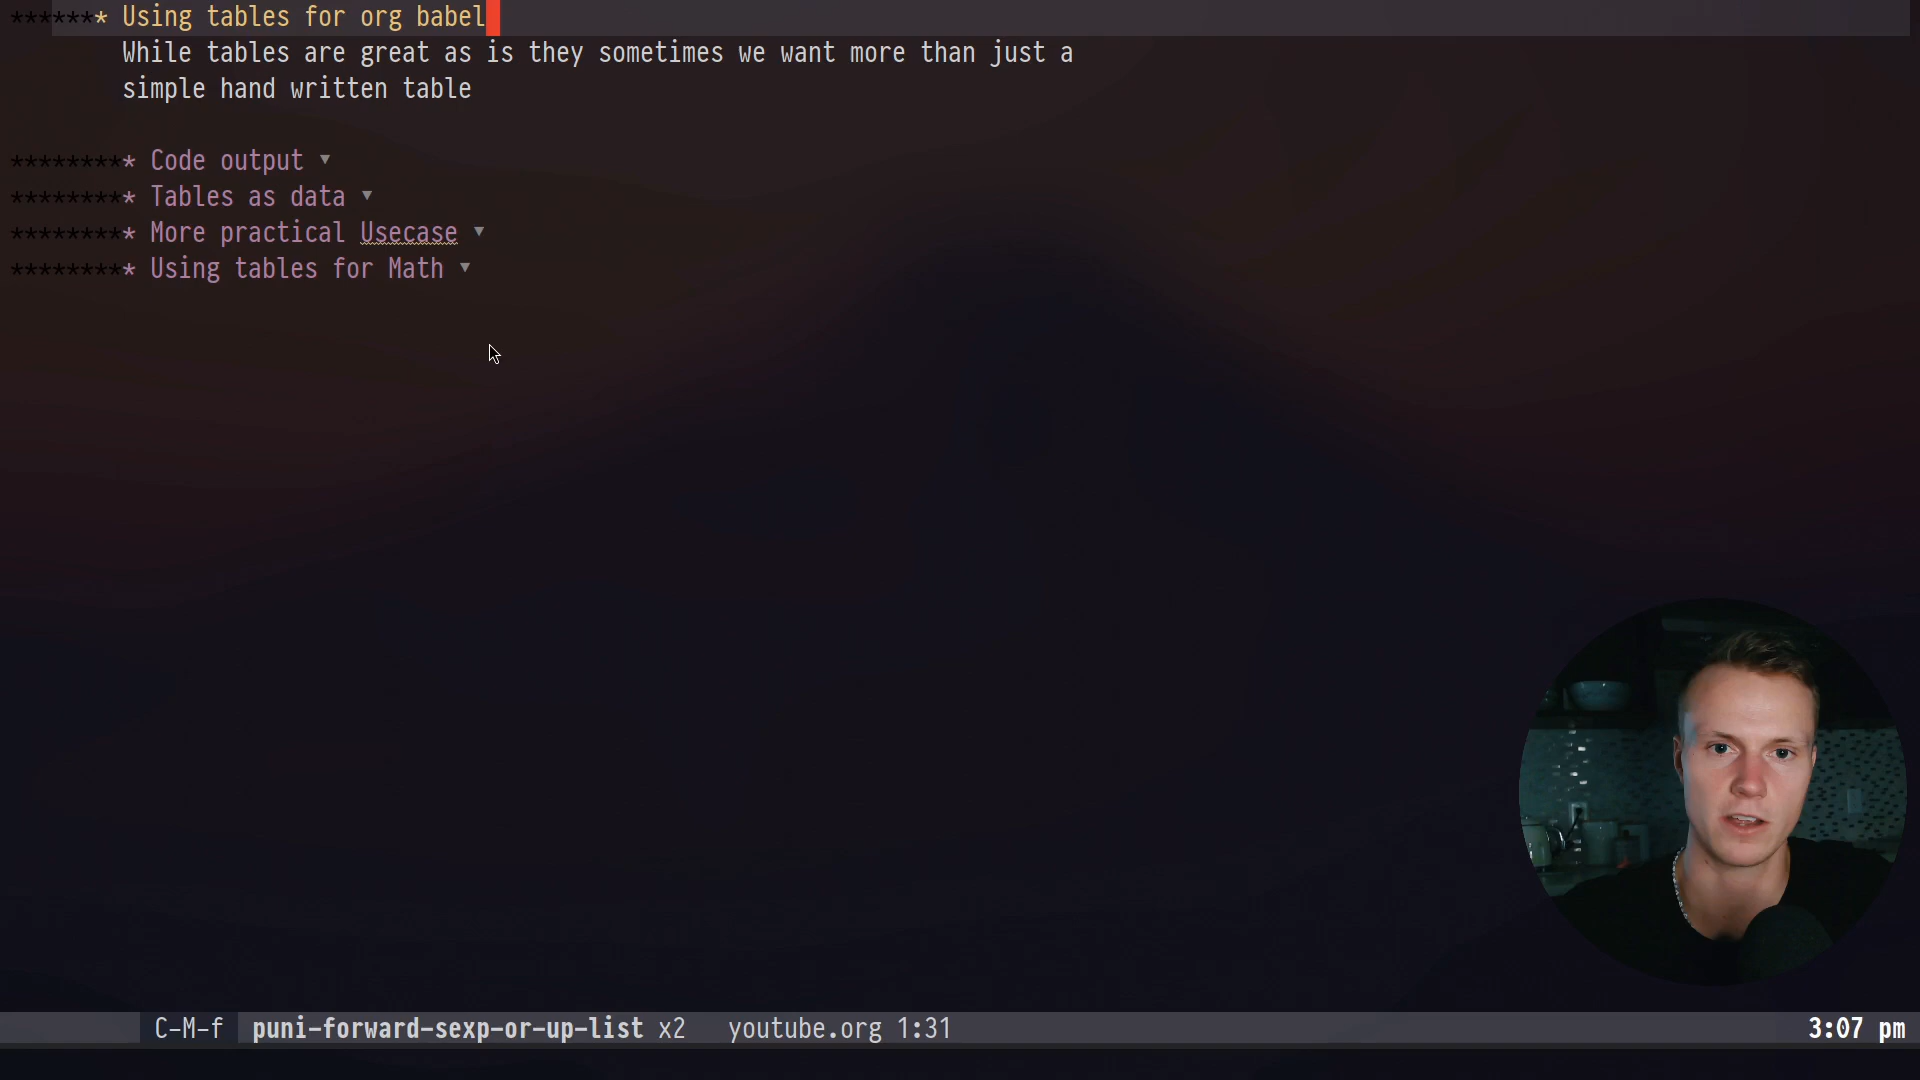 ******* Using tables for org babel
While tables are great as is they sometimes we want more than just a
simple hand written table
********* Code output ▼
********* Tables as data ▼
********* More practical Usecase ▼
********* Using tables for Math ▼
C-M-f puni-forward-sexp-or-up-list x2 youtube.org 1:31 3:07 pm